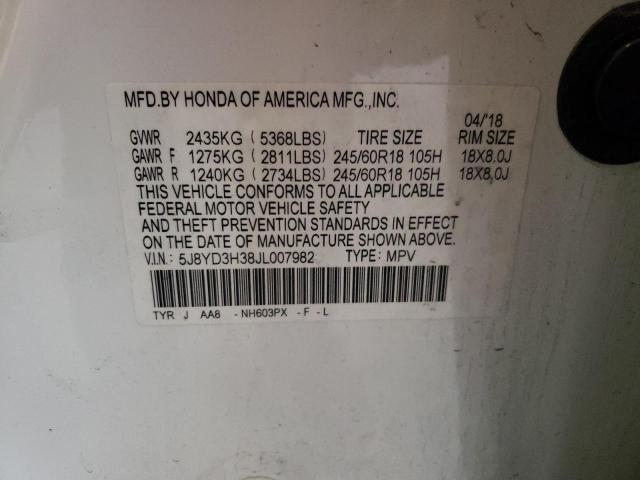 MFD.BY HONDA OF AMERICA MFG.,INC.
04/'18
GVWR 2435KG ( 5368LBS) TIRE SIZE RIM SIZE
GAWR F 1275KG ( 2811LBS) 245/60R18 105H 18X8.0J
GAWR R 1240KG ( 2734LBS) 245/60R18 105H 18X8.0J
THIS VEHICLE CONFORMS TO ALL APPLICABLE
FEDERAL MOTOR VEHICLE SAFETY
AND THEFT PREVENTION STANDARDS IN EFFECT
ON THE DATE OF MANUFACTURE SHOWN ABOVE.
V.I.N.: 5J8YD3H38JL007982 TYPE: MPV
TYR J AA8 -NH603PX -F -L